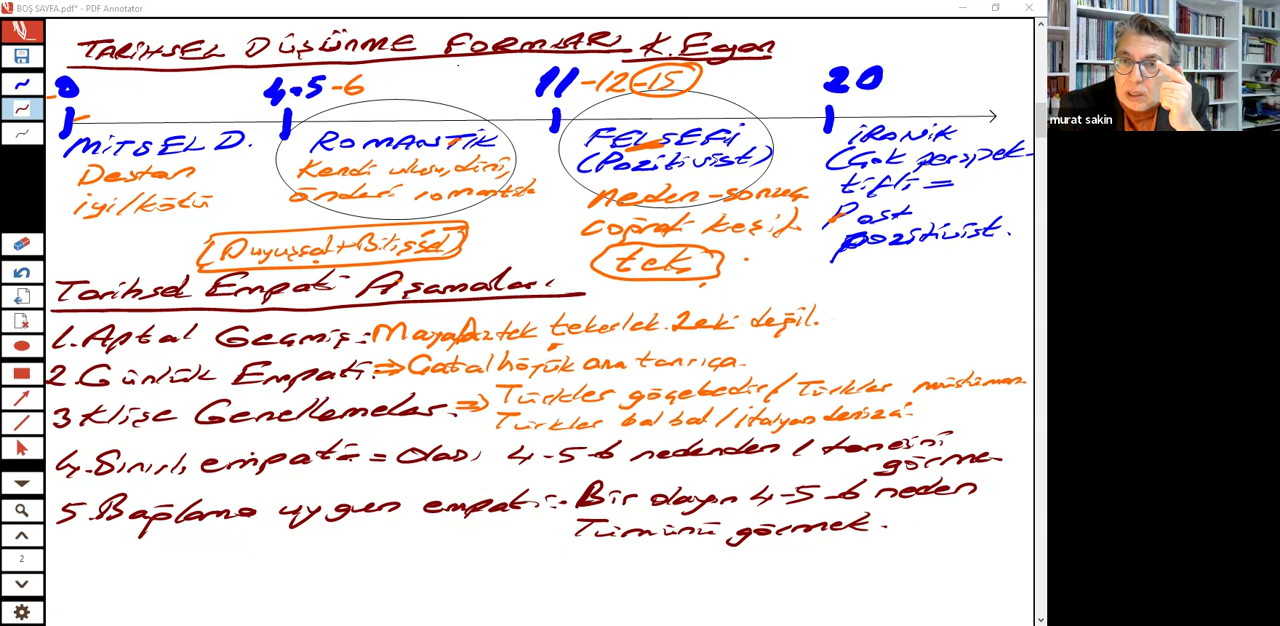 BOŞ SAYFA.pdf* - PDF Annotator
TARİHSEL DÜŞÜNME FORMLARI K. Egan
0 4-5 -6 11 -12 -15 20
MİTSEL D. ROMANTİK FELSEFİ İRONİK
(Pozitivist) (Çok perspek-
Destan Kendi ulusu, dini, tifli =
iyi/kötü önderi neden-sonuç Post
coğrafi keşif pozitivist.
(Duyuşsal+Bilişsel) tek
Tarihsel Empati Aşamaları
1. Aptal Geçmiş: Maya/Aztek tekerlek. Zeki değil.
2. Günlük Empati: => Çatalhöyük ana tanrıça.
3 Klişe Genellemeler. => Türkler göçebedir / Türkler müslüman
Türkler bal bal / italyan denizci
4. Sınırlı empati = Olası 4-5-6 nedenden 1 tanesini
görme
5. Bağlama uygun empati: Bir olayın 4-5-6 neden
Tümünü görmek.
murat sakin
2